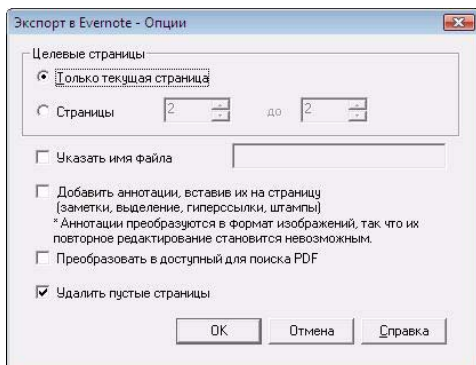 Экспорт в Evernote - Опции
Целевые страницы
Только текущая страница
Страницы 2 до 2
Указать имя файла
Добавить аннотации, вставив их на страницу
(заметки, выделение, гиперссылки, штампы)
* Аннотации преобразуются в формат изображений, так что их
повторное редактирование становится невозможным.
Преобразовать в доступный для поиска PDF
Удалить пустые страницы
OK Отмена Справка